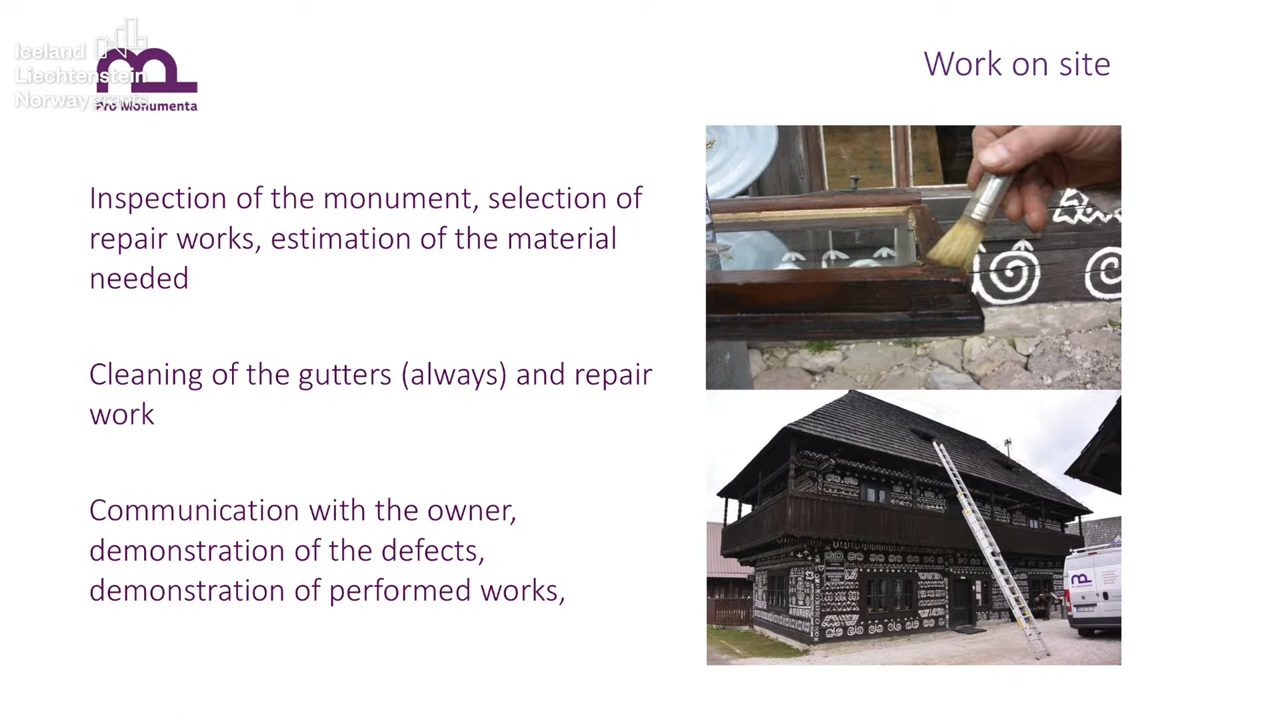 Iceland
Liechtenstein
Norway grants
Pro Monumenta
Work on site
Inspection of the monument, selection of
repair works, estimation of the material
needed
Cleaning of the gutters (always) and repair
work
Communication with the owner,
demonstration of the defects,
demonstration of performed works,